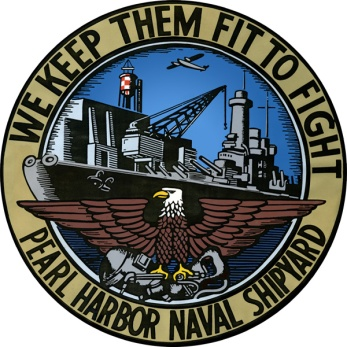 WE KEEP THEM FIT TO FIGHT
PEARL HARBOR NAVAL SHIPYARD